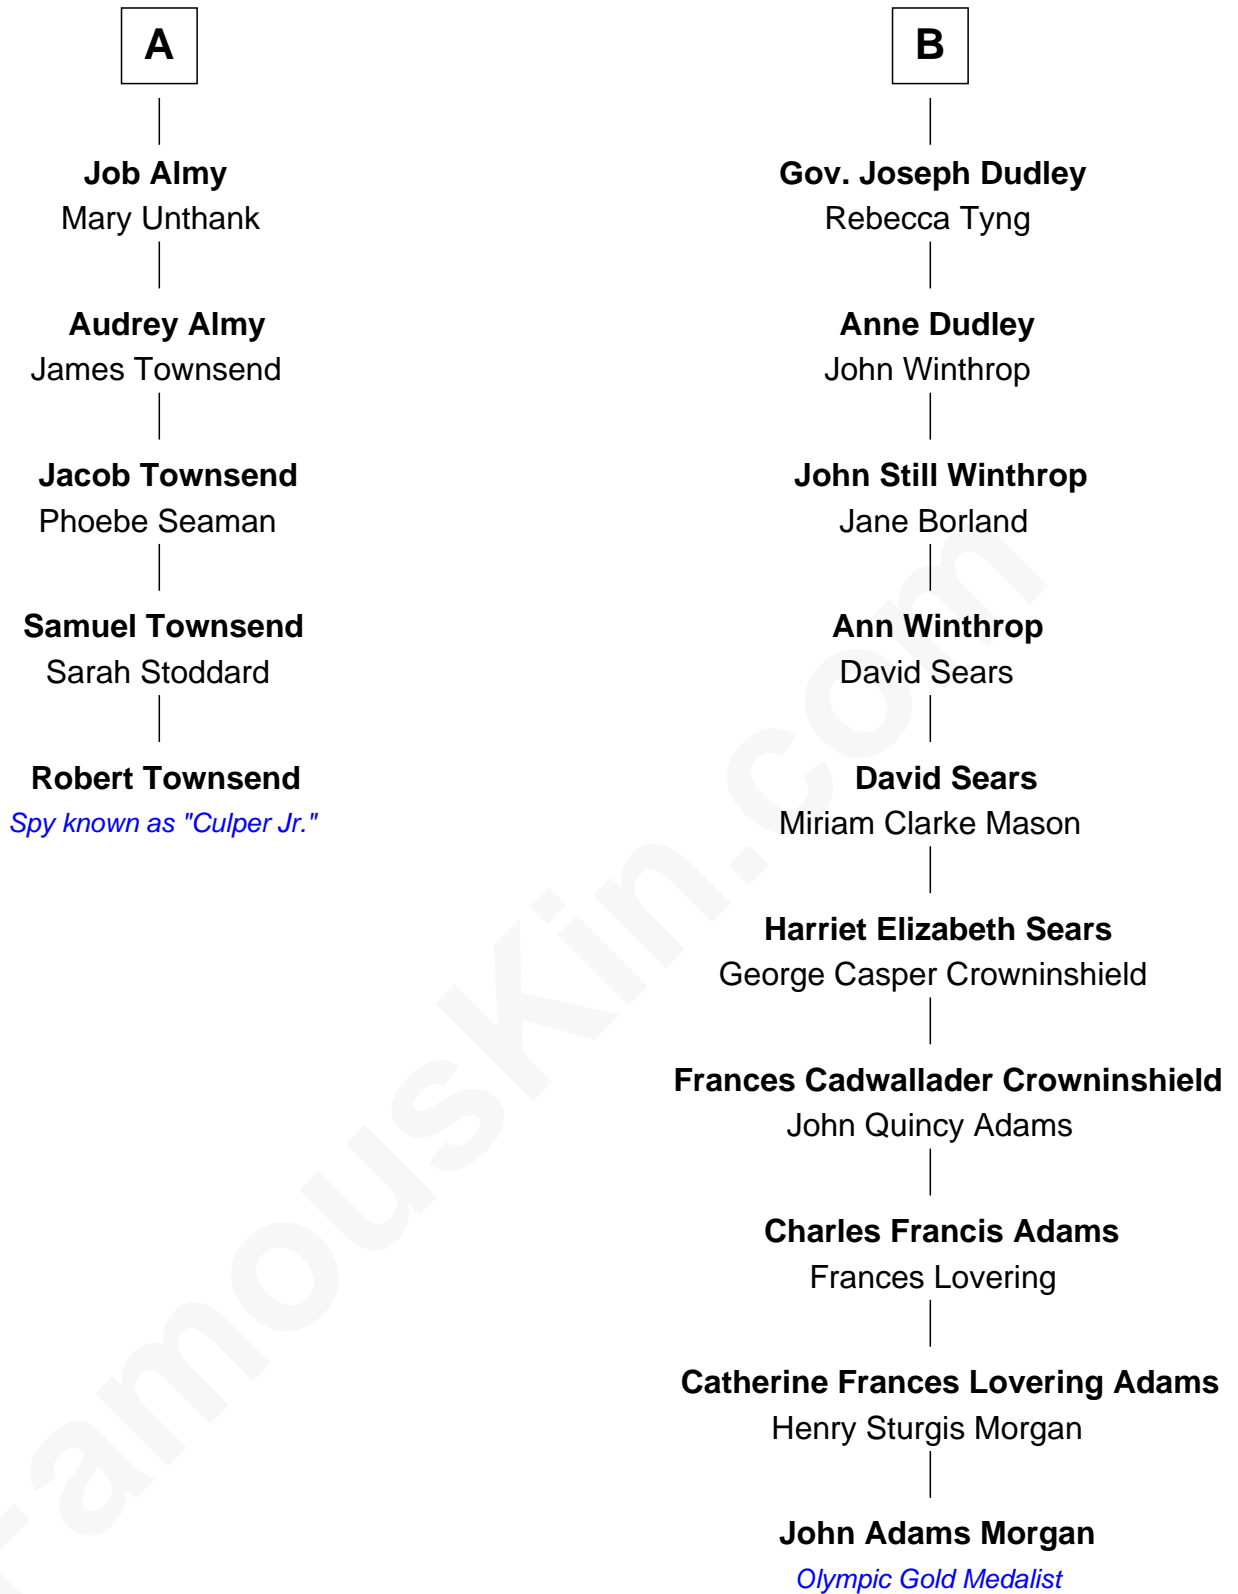 A
Job Almy
Mary Unthank
Audrey Almy
James Townsend
Jacob Townsend
Phoebe Seaman
Samuel Townsend
Sarah Stoddard
Robert Townsend
Spy known as "Culper Jr."
B
Gov. Joseph Dudley
Rebecca Tyng
Anne Dudley
John Winthrop
John Still Winthrop
Jane Borland
Ann Winthrop
David Sears
David Sears
Miriam Clarke Mason
Harriet Elizabeth Sears
George Casper Crowninshield
Frances Cadwallader Crowninshield
John Quincy Adams
Charles Francis Adams
Frances Lovering
Catherine Frances Lovering Adams
Henry Sturgis Morgan
John Adams Morgan
Olympic Gold Medalist
FamousKin.com